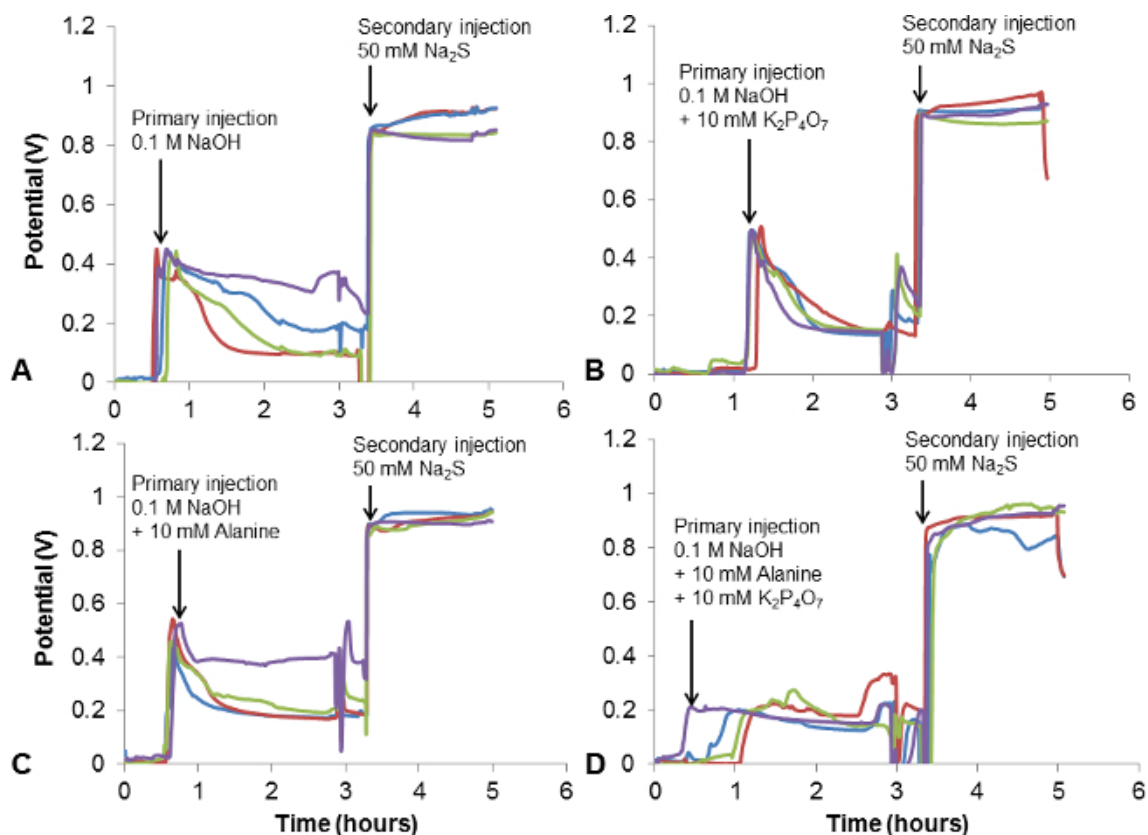 1.2
1
0.8
0.6
0.4
0.2
0
Potential (V)
Primary injection
0.1 M NaOH
Secondary injection
50 mM Na₂S
A
0 1 2 3 4 5 6
1.2
1
0.8
0.6
0.4
0.2
0
Primary injection
0.1 M NaOH
+ 10 mM K₂P₄O₇
Secondary injection
50 mM Na₂S
B
0 1 2 3 4 5 6
1.2
1
0.8
0.6
0.4
0.2
0
Potential (V)
Primary injection
0.1 M NaOH
+ 10 mM Alanine
Secondary injection
50 mM Na₂S
C
0 1 2 3 4 5 6
Time (hours)
1.2
1
0.8
0.6
0.4
0.2
0
Primary injection
0.1 M NaOH
+ 10 mM Alanine
+ 10 mM K₂P₄O₇
Secondary injection
50 mM Na₂S
D
0 1 2 3 4 5 6
Time (hours)